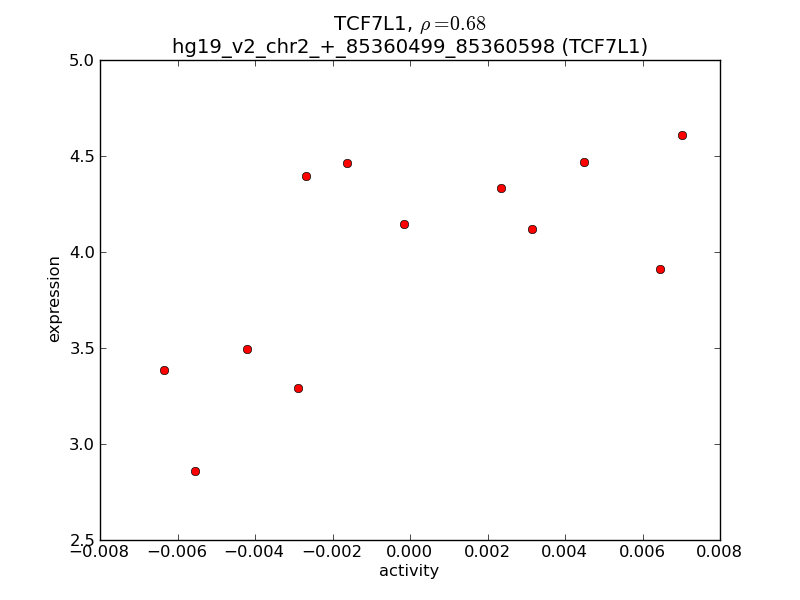 TCF7L1, ρ=0.68
hg19_v2_chr2_+_85360499_85360598 (TCF7L1)
5.0
4.5
4.0
3.5
3.0
2.5
expression
−0.008 −0.006 −0.004 −0.002 0.000 0.002 0.004 0.006 0.008
activity